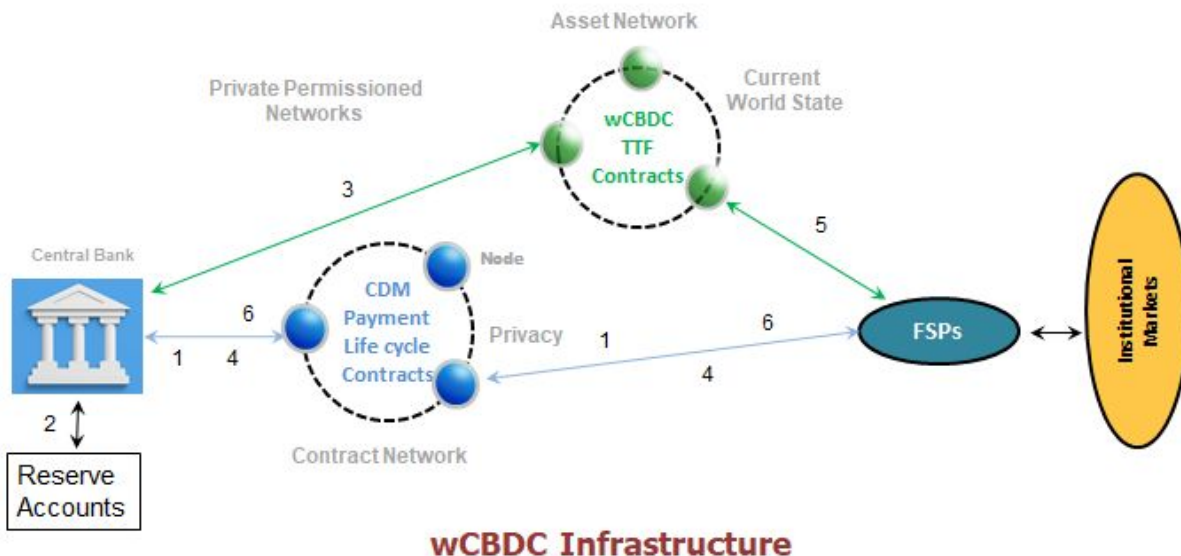 Asset Network
Private Permissioned
Networks
Current
World State
wCBDC
TTF
Contracts
3
5
Central Bank
Node
CDM
Payment
Life cycle
Contracts
Privacy
6
1
4
1
6
4
FSPs
Institutional
Markets
2
Reserve
Accounts
Contract Network
wCBDC Infrastructure